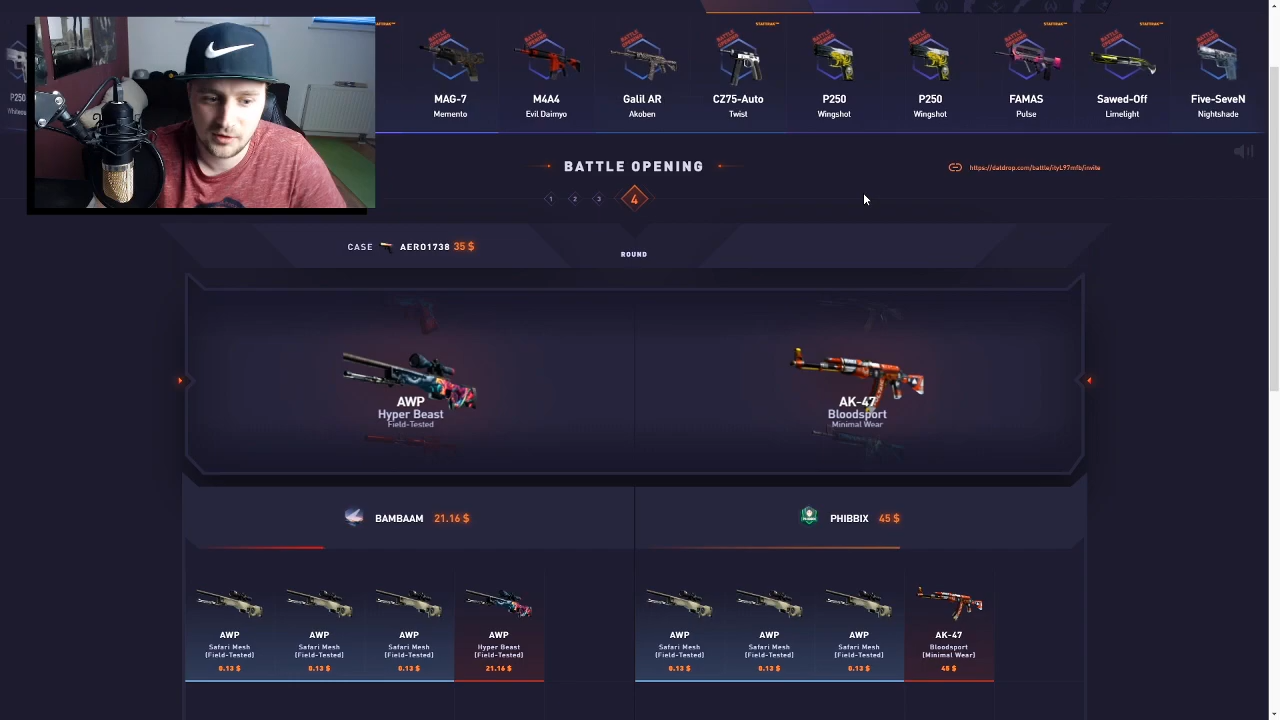 STATTRAK™
STATTRAK™
STATTRAK™
STATTRAK™
P250
MAG-7
Memento
M4A4
Evil Daimyo
Galil AR
Akoben
CZ75-Auto
Twist
P250
Wingshot
P250
Wingshot
FAMAS
Pulse
Sawed-Off
Limelight
Five-SeveN
Nightshade
BATTLE OPENING
1 2 3 4
CASE AERO1738 35 $
ROUND
AWP
Hyper Beast
Field-Tested
AK-47
Bloodsport
Minimal Wear
BAMBAAM 21.16 $
PHIBBIX 45 $
AWP
Safari Mesh
[Field-Tested]
0.13 $
AWP
Safari Mesh
[Field-Tested]
0.13 $
AWP
Safari Mesh
[Field-Tested]
0.13 $
AWP
Hyper Beast
[Field-Tested]
21.16 $
AWP
Safari Mesh
[Field-Tested]
0.13 $
AWP
Safari Mesh
[Field-Tested]
0.13 $
AWP
Safari Mesh
[Field-Tested]
0.13 $
AK-47
Bloodsport
[Minimal Wear]
45 $